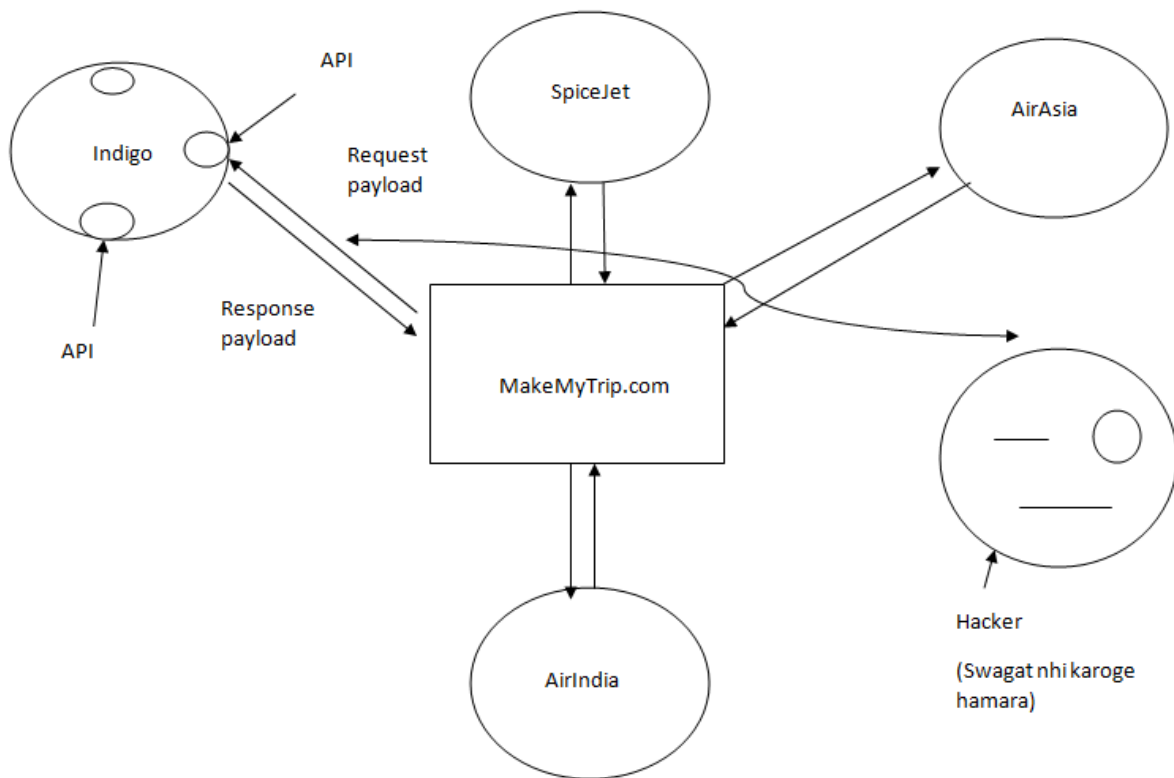 API
SpiceJet
AirAsia
Indigo
Request
payload
Response
payload
API
MakeMyTrip.com
Hacker
(Swagat nhi karoge
hamara)
AirIndia